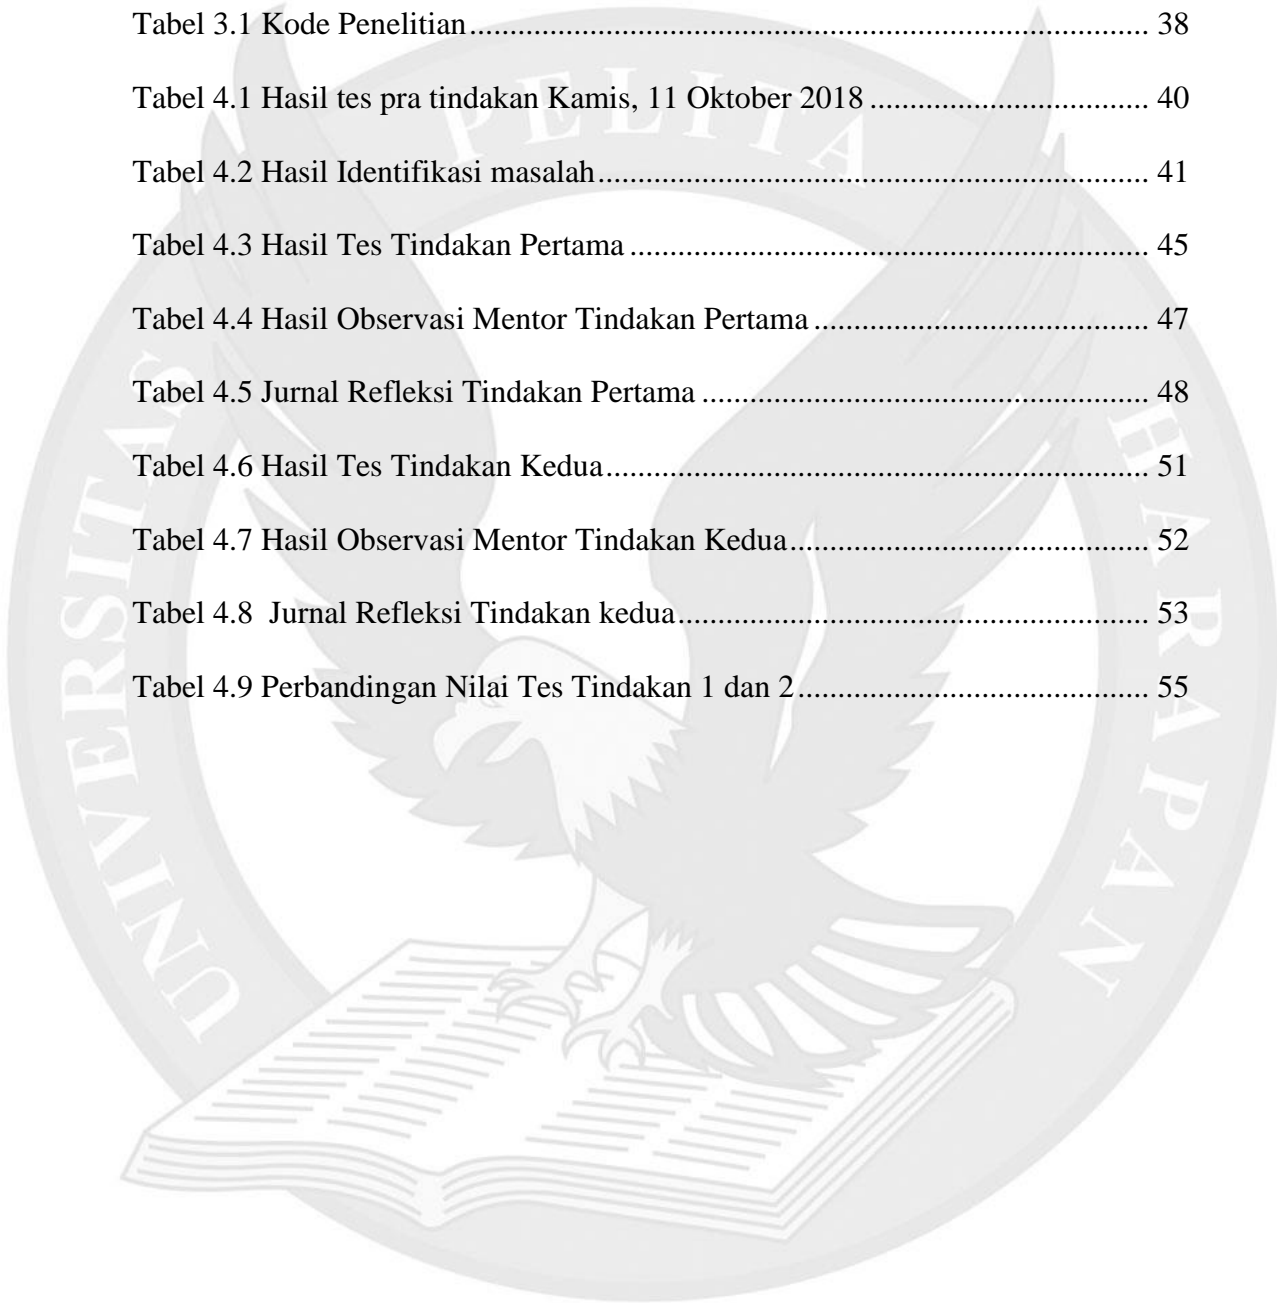 Tabel 3.1 Kode Penelitian.................................................................................... 38
Tabel 4.1 Hasil tes pra tindakan Kamis, 11 Oktober 2018 .................................. 40
Tabel 4.2 Hasil Identifikasi masalah.................................................................... 41
Tabel 4.3 Hasil Tes Tindakan Pertama ................................................................ 45
Tabel 4.4 Hasil Observasi Mentor Tindakan Pertama ......................................... 47
Tabel 4.5 Jurnal Refleksi Tindakan Pertama ....................................................... 48
Tabel 4.6 Hasil Tes Tindakan Kedua................................................................... 51
Tabel 4.7 Hasil Observasi Mentor Tindakan Kedua............................................ 52
Tabel 4.8  Jurnal Refleksi Tindakan kedua.......................................................... 53
Tabel 4.9 Perbandingan Nilai Tes Tindakan 1 dan 2........................................... 55
UNIVERSITAS PELITA HARAPAN